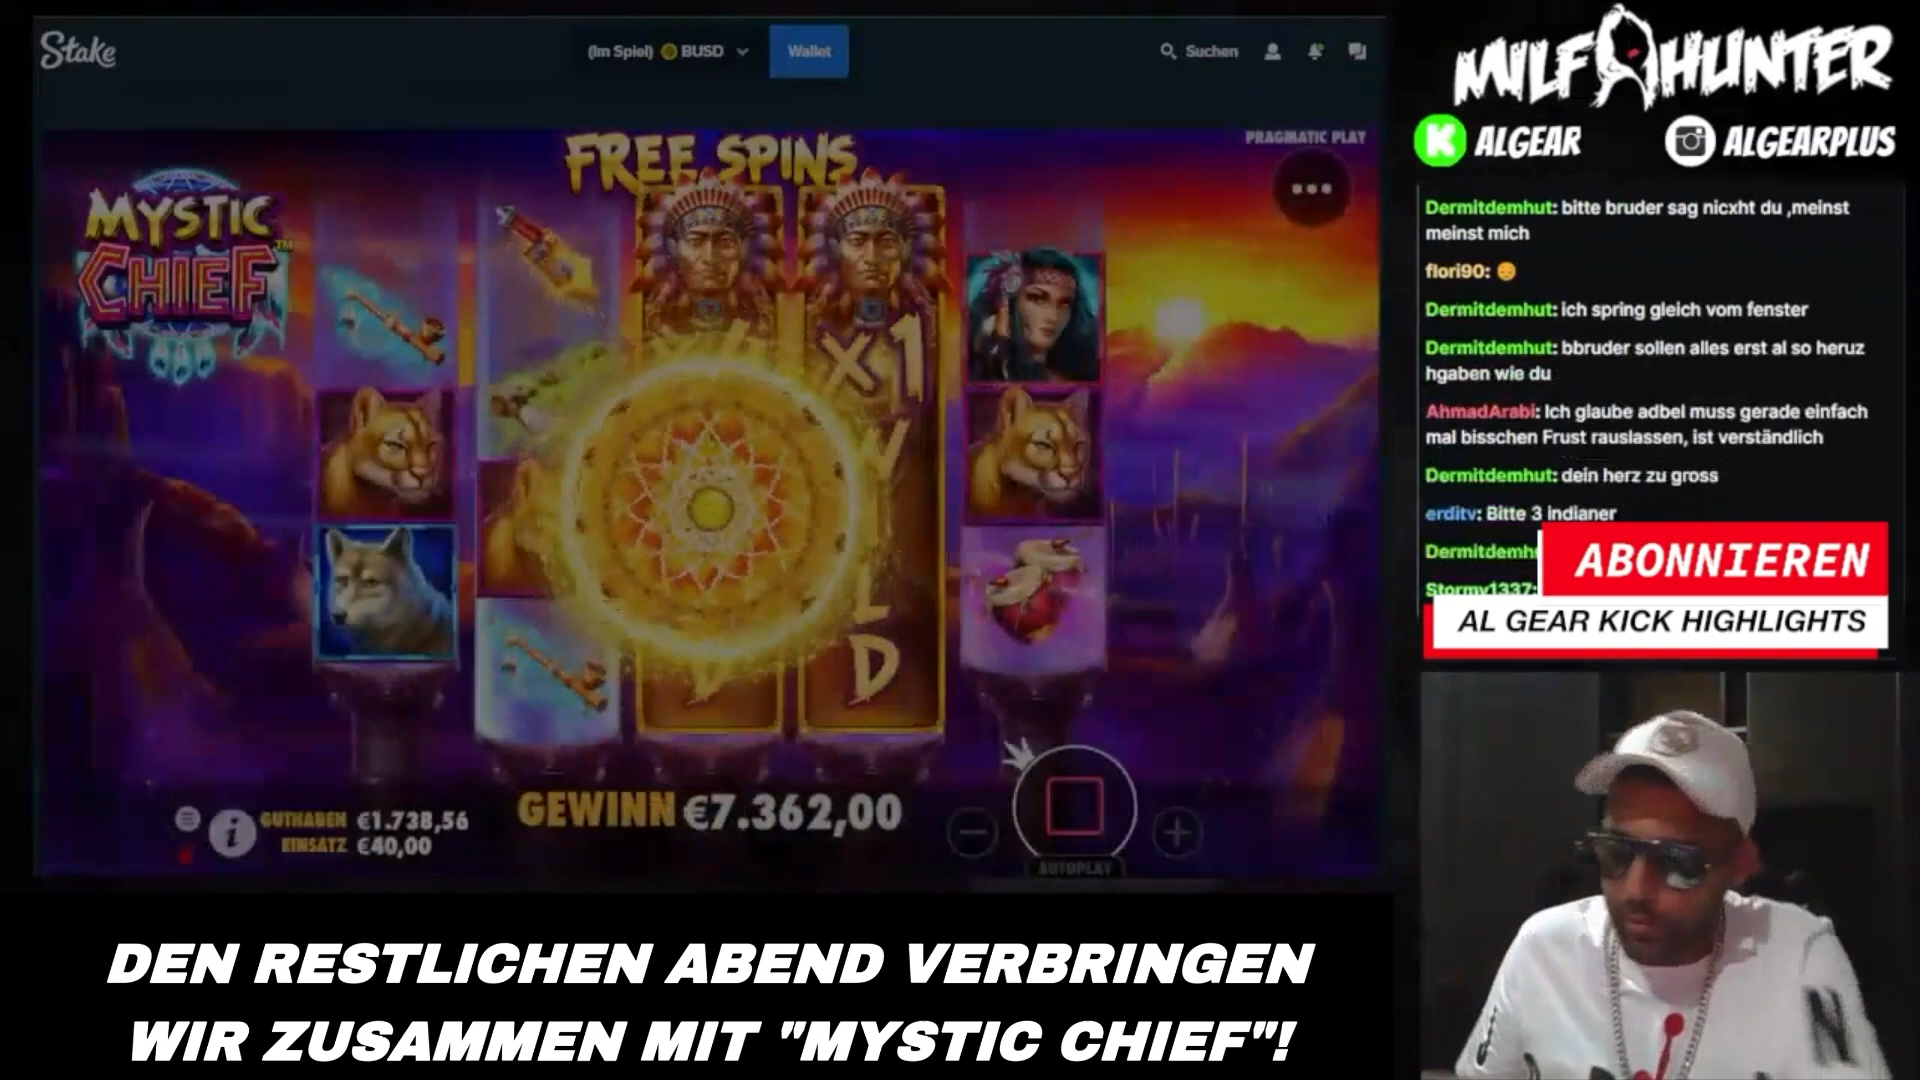 Stake
(Im Spiel) BUSD
Wallet
Suchen
MILF HUNTER
K ALGEAR
ALGEARPLUS
FREE SPINS
PRAGMATIC PLAY
MYSTIC
CHIEF™
X1
W
I
L
D
D
GUTHABEN €1.738,56
EINSATZ €40,00
GEWINN €7.362,00
AUTOPLAY
Dermitdemhut: bitte bruder sag nicxht du ,meinst
meinst mich
flori90:
Dermitdemhut: ich spring gleich vom fenster
Dermitdemhut: bbruder sollen alles erst al so heruz
hgaben wie du
AhmadArabi: Ich glaube adbel muss gerade einfach
mal bisschen Frust rauslassen, ist verständlich
Dermitdemhut: dein herz zu gross
erditv: Bitte 3 indianer
Dermitdemh
Stormy1337:
ABONNIEREN
AL GEAR KICK HIGHLIGHTS
DEN RESTLICHEN ABEND VERBRINGEN
WIR ZUSAMMEN MIT "MYSTIC CHIEF"!